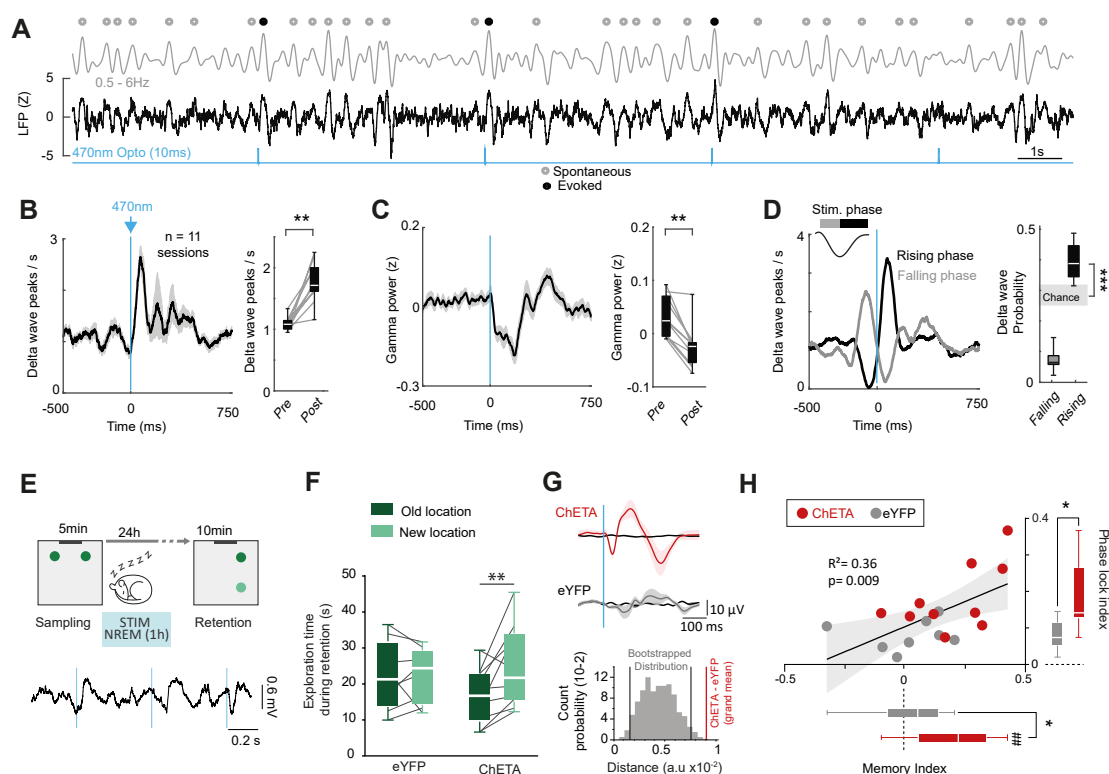 A
0.5 - 6Hz
LFP (Z)
5
0
-5
470nm Opto (10ms)
1s
Spontaneous
Evoked
B
470nm
n = 11
sessions
Delta wave peaks / s
3
0
-500
0
750
Time (ms)
**
Delta wave peaks / s
2
1
0
Pre
Post
C
Gamma power (z)
0
-0.3
-500
0
750
Time (ms)
**
Gamma power (z)
0.1
0
-0.1
Pre
Post
D
Stim. phase
Rising phase
Falling phase
Delta wave peaks / s
4
2
0
-500
0
750
Time (ms)
Delta wave
Probability
0.5
0
Chance
***
Falling
Rising
E
5min
24h
10min
z z z z z
Sampling
STIM
NREM (1h)
Retention
0.6 mV
0.2 s
F
Old location
New location
Exploration time
during retention (s)
50
40
30
20
10
0
**
eYFP
ChETA
G
ChETA
eYFP
10 µV
100 ms
Bootstrapped
Distribution
Count
probability (10-2)
8
4
0
0
0.5
1
Distance (a.u x10-2)
ChETA - eYFP
(grand mean)
H
ChETA
eYFP
R²= 0.36
p= 0.009
0.4
0
Phase lock index
*
-0.5
0
0.5
*
##
Memory Index